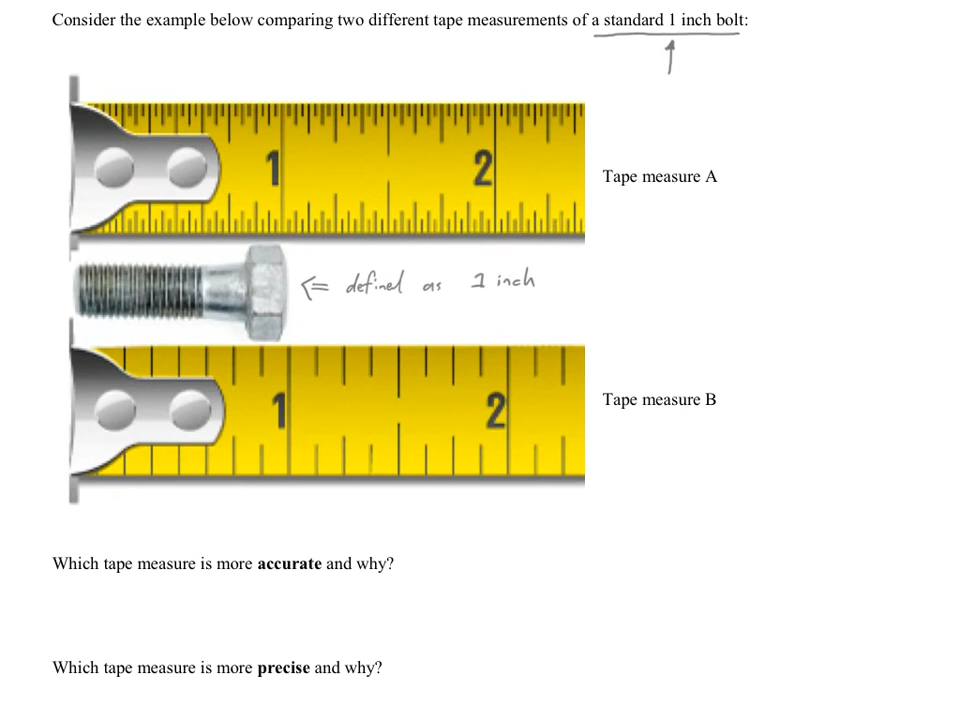 Consider the example below comparing two different tape measurements of a standard 1 inch bolt:
1 2
Tape measure A
<= defined as 1 inch
1 2
Tape measure B
Which tape measure is more accurate and why?
Which tape measure is more precise and why?